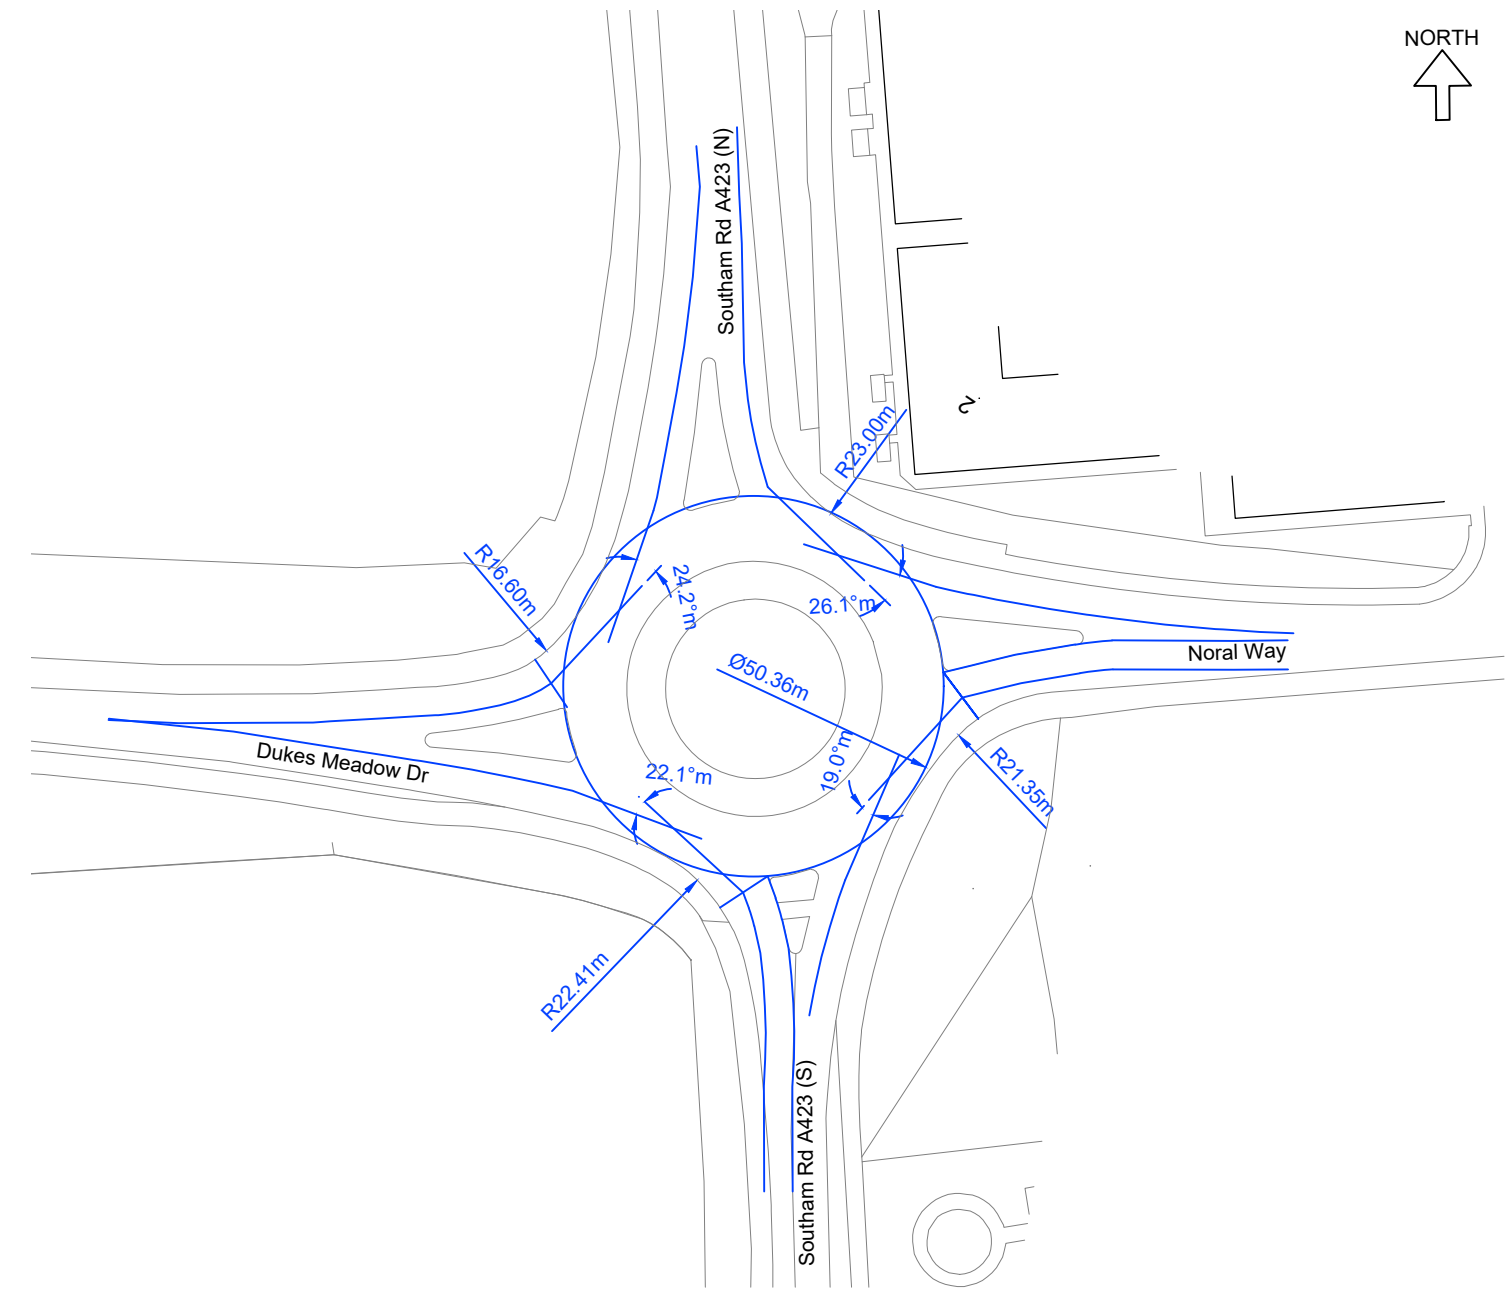 NORTH
Southam Rd A423 (N)
R23.00m
R16.60m
24.2°m
26.1°m
Ø50.36m
Noral Way
Dukes Meadow Dr
22.1°m
19.0°m
R21.35m
R22.41m
Southam Rd A423 (S)